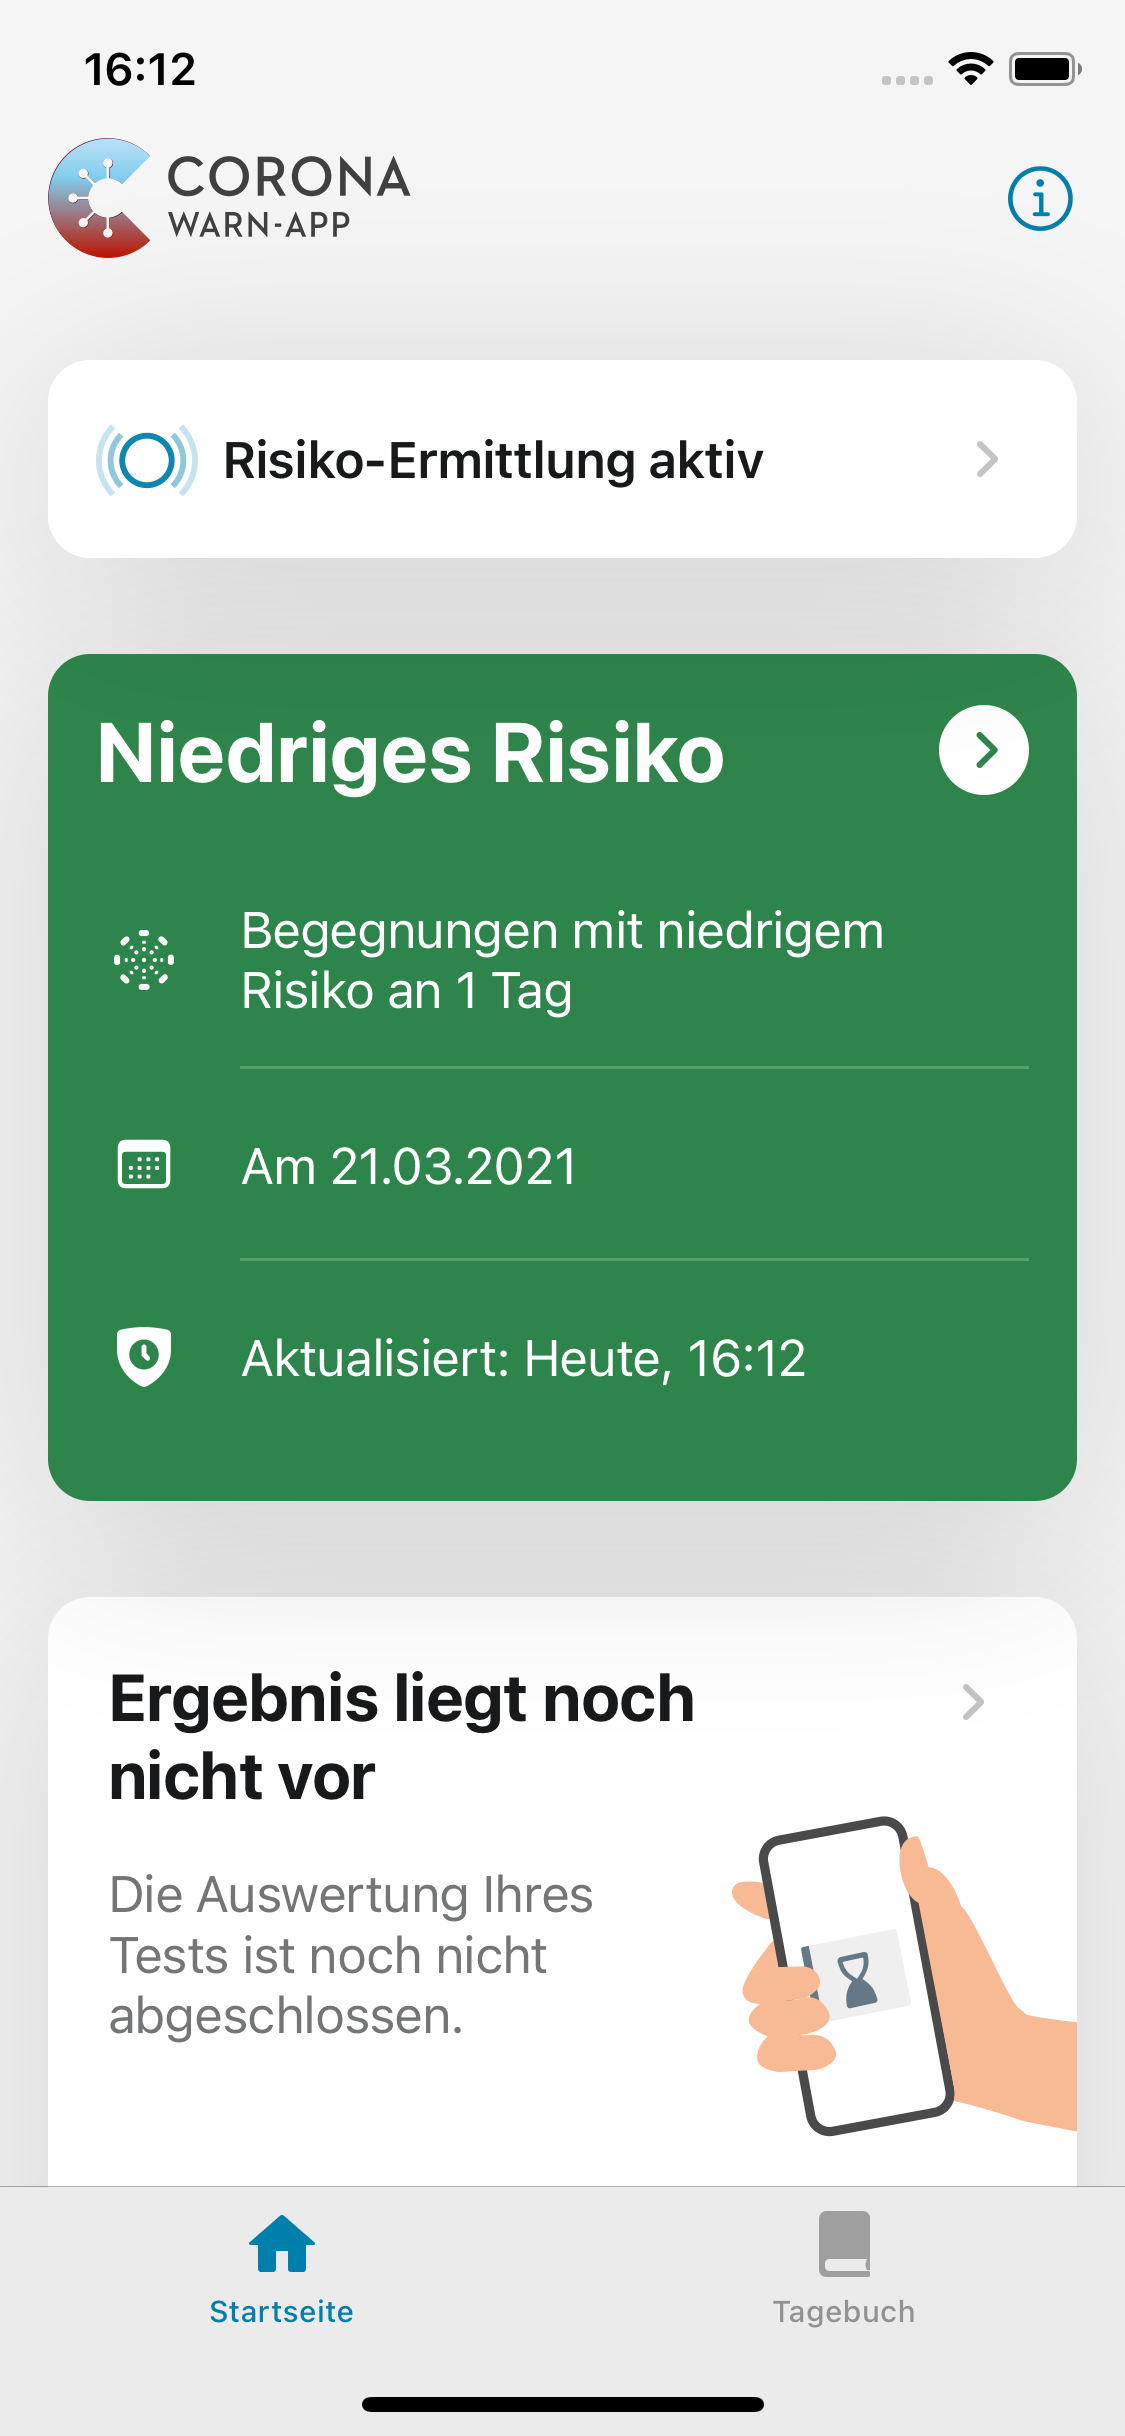 16:12
CORONA
WARN-APP
Risiko-Ermittlung aktiv
Niedriges Risiko
Begegnungen mit niedrigem
Risiko an 1 Tag
Am 21.03.2021
Aktualisiert: Heute, 16:12
Ergebnis liegt noch
nicht vor
Die Auswertung Ihres
Tests ist noch nicht
abgeschlossen.
Startseite
Tagebuch